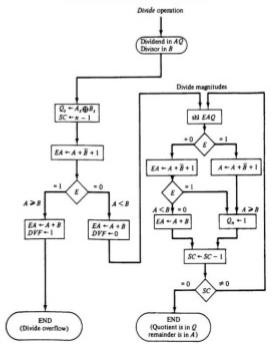 Divide operation
Dividend in AQ
Divisor in B
Divide magnitudes
Qₛ ← Aₛ ⊕ Bₛ
SC ← n − 1
shl EAQ
= 0
E
= 1
EA ← A + B̅ + 1
EA ← A + B̅ + 1
A ← A + B̅ + 1
= 1
E
= 0
= 1
E
A ≥ B
A < B
A < B
= 0
A ≥ B
EA ← A + B
DVF ← 1
EA ← A + B
DVF ← 0
EA ← A + B
Qₙ ← 1
SC ← SC − 1
= 0
SC
≠ 0
END
(Divide overflow)
END
(Quotient is in Q
remainder is in A)